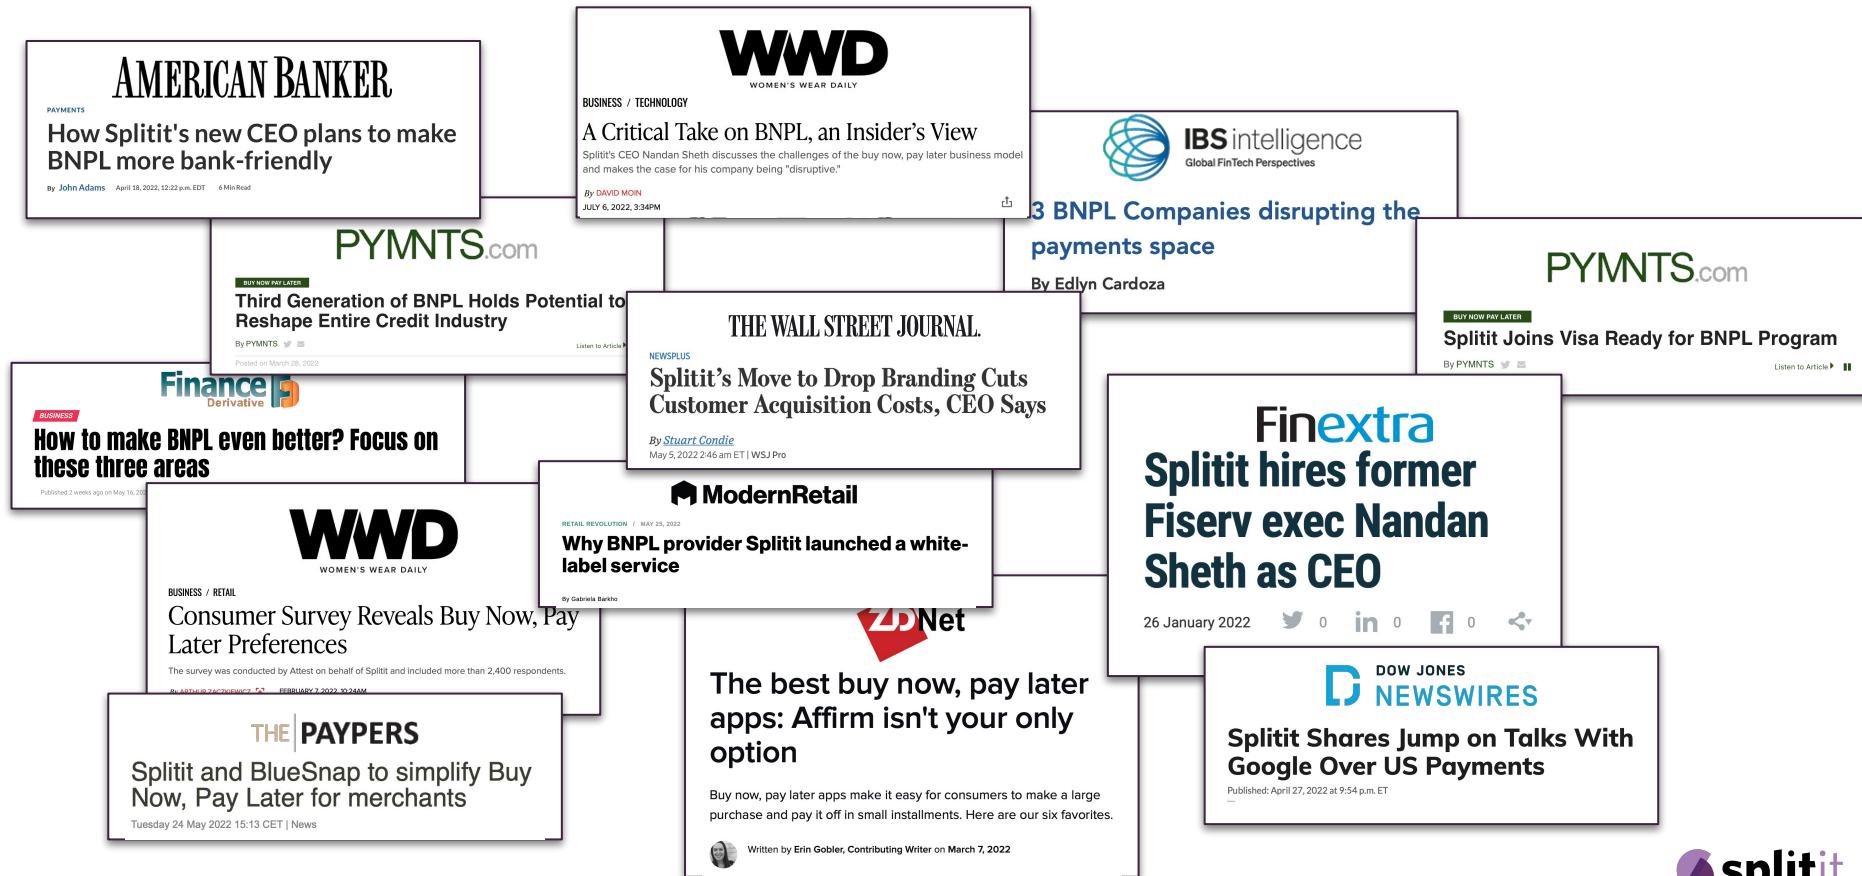 AMERICAN BANKER
PAYMENTS
How Splitit's new CEO plans to make
BNPL more bank-friendly
By John Adams April 18, 2022, 12:22 p.m. EDT 6 Min Read
WWD
WOMEN'S WEAR DAILY
BUSINESS / TECHNOLOGY
A Critical Take on BNPL, an Insider's View
Splitit's CEO Nandan Sheth discusses the challenges of the buy now, pay later business model
and makes the case for his company being "disruptive."
By DAVID MOIN
JULY 6, 2022, 3:34PM
IBS intelligence
Global FinTech Perspectives
3 BNPL Companies disrupting the
payments space
By Edlyn Cardoza
PYMNTS.com
BUY NOW PAY LATER
Third Generation of BNPL Holds Potential to
Reshape Entire Credit Industry
By PYMNTS
Listen to Article
Posted on March 28, 2022
PYMNTS.com
BUY NOW PAY LATER
Splitit Joins Visa Ready for BNPL Program
By PYMNTS
Listen to Article
THE WALL STREET JOURNAL.
NEWSPLUS
Splitit's Move to Drop Branding Cuts
Customer Acquisition Costs, CEO Says
By Stuart Condie
May 5, 2022 2:46 am ET | WSJ Pro
Finance
Derivative
BUSINESS
How to make BNPL even better? Focus on
these three areas
Published 2 weeks ago on May 16, 202
Finextra
Splitit hires former
Fiserv exec Nandan
Sheth as CEO
26 January 2022 0 0 0
ModernRetail
RETAIL REVOLUTION / MAY 25, 2022
Why BNPL provider Splitit launched a white-
label service
By Gabriela Barkho
WWD
WOMEN'S WEAR DAILY
BUSINESS / RETAIL
Consumer Survey Reveals Buy Now, Pay
Later Preferences
The survey was conducted by Attest on behalf of Splitit and included more than 2,400 respondents.
By ARTHUR ZACZKIEWICZ FEBRUARY 7, 2022, 10:24AM
ZDNet
The best buy now, pay later
apps: Affirm isn't your only
option
Buy now, pay later apps make it easy for consumers to make a large
purchase and pay it off in small installments. Here are our six favorites.
Written by Erin Gobler, Contributing Writer on March 7, 2022
DOW JONES
NEWSWIRES
Splitit Shares Jump on Talks With
Google Over US Payments
Published: April 27, 2022 at 9:54 p.m. ET
THE PAYPERS
Splitit and BlueSnap to simplify Buy
Now, Pay Later for merchants
Tuesday 24 May 2022 15:13 CET | News
splitit